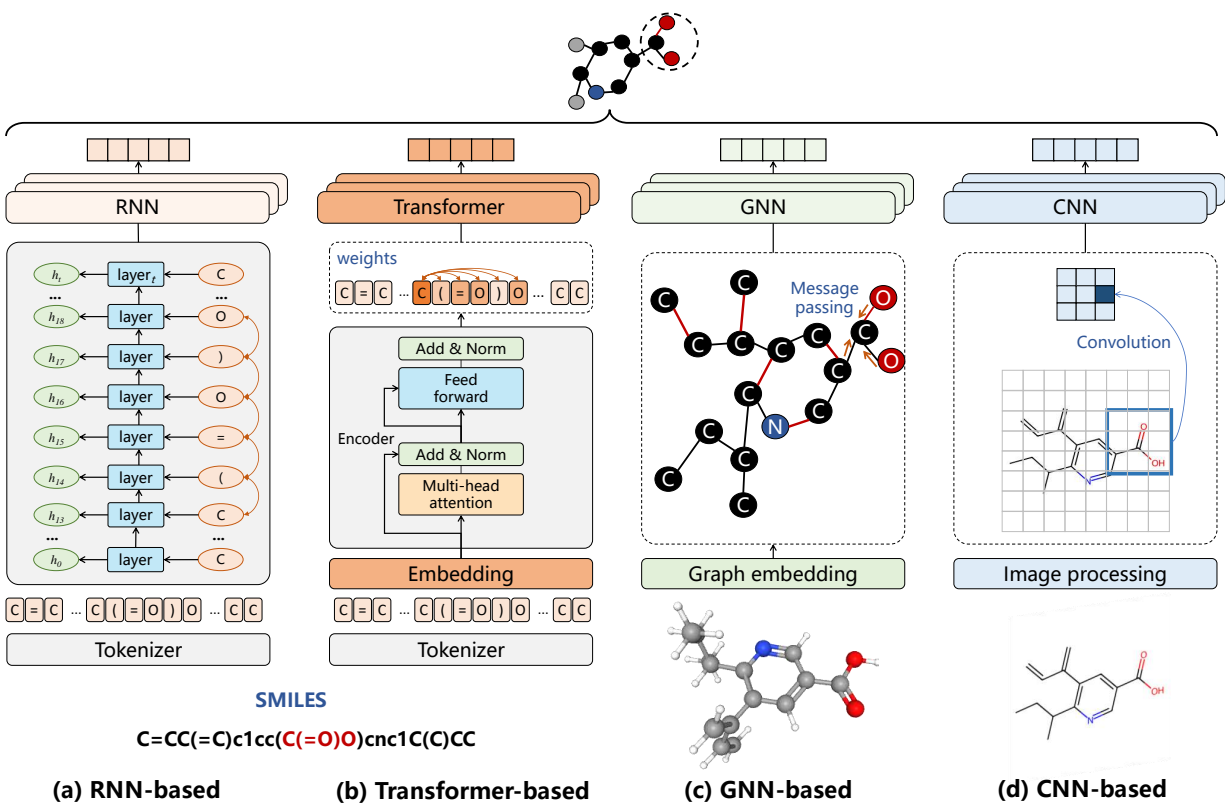 RNN
Transformer
GNN
CNN
h_t layer_t C
... ...
h_18 layer O
h_17 layer )
h_16 layer O
h_15 layer =
h_14 layer (
h_13 layer C
... ...
h_0 layer C
C = C ... C ( = O ) O ... C C
Tokenizer
weights
C = C ... C ( = O ) O ... C C
Add & Norm
Feed
forward
Encoder
Add & Norm
Multi-head
attention
Embedding
C = C ... C ( = O ) O ... C C
Tokenizer
Message
passing
C
C
O
C
C
C
C
C
C
C
O
C
C
N
C
C
C
C
C
Graph embedding
Convolution
O
OH
N
Image processing
O
OH
N
SMILES
C=CC(=C)c1cc(C(=O)O)cnc1C(C)CC
(a) RNN-based
(b) Transformer-based
(c) GNN-based
(d) CNN-based